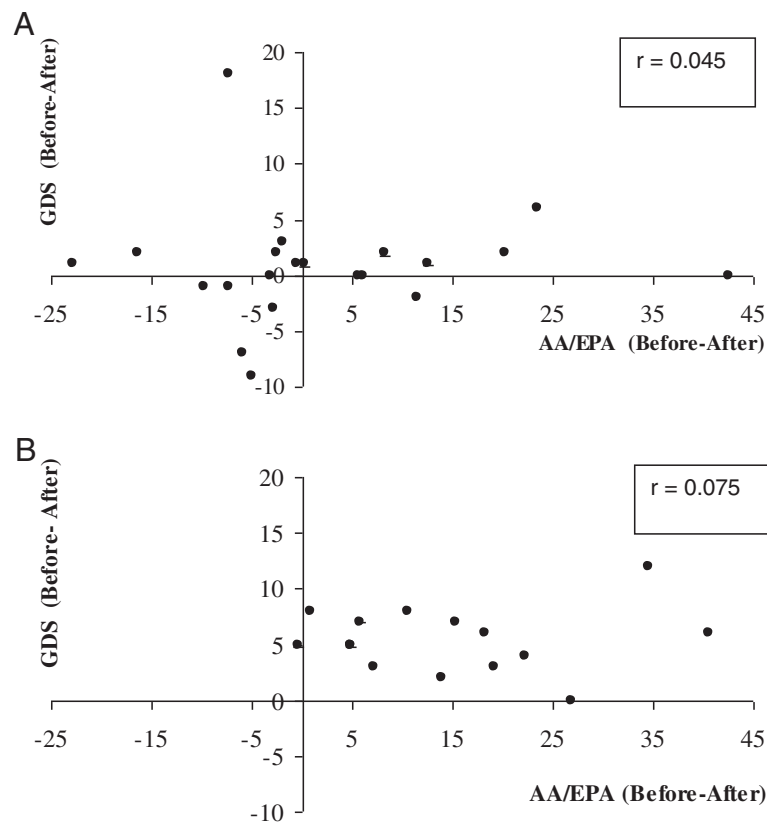 A
GDS (Before-After)
20
15
10
5
0
-5
-10
-25 -15 -5 5 15 25 35 45
AA/EPA (Before-After)
r = 0.045
B
GDS (Before- After)
20
15
10
5
0
-5
-10
-25 -15 -5 5 15 25 35 45
AA/EPA (Before-After)
r = 0.075